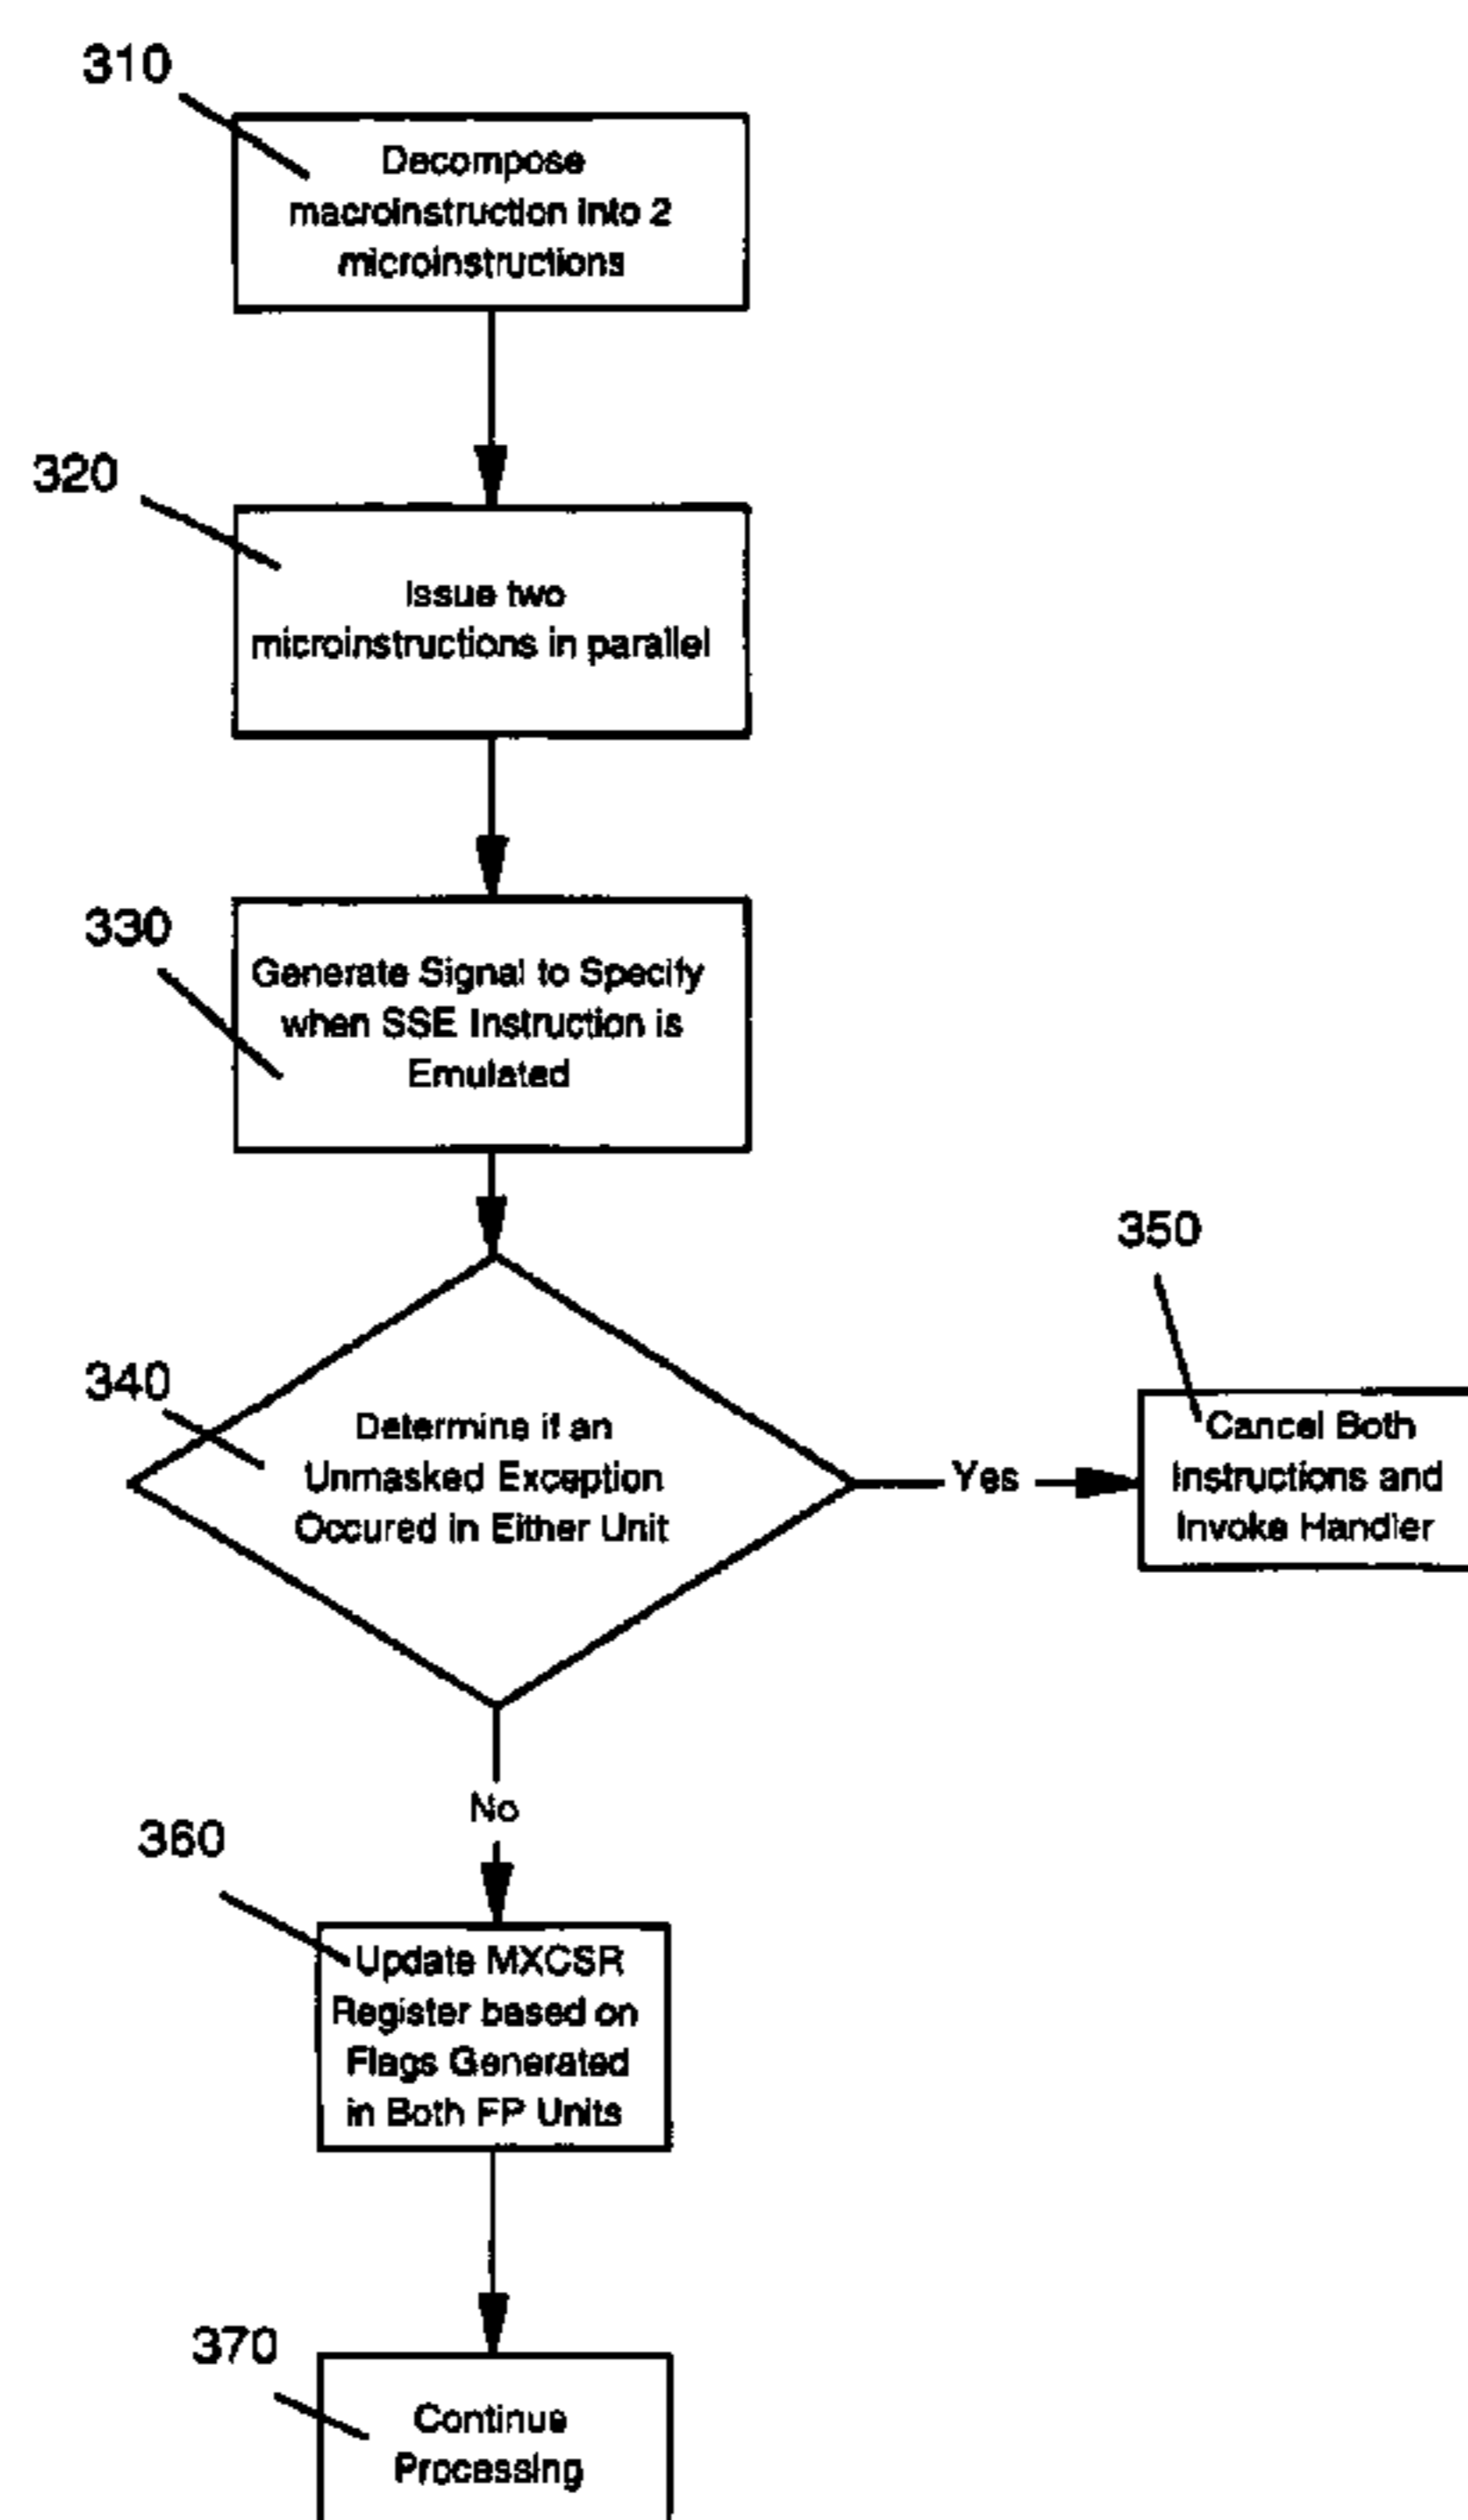 310
Decompose
macroinstruction into 2
microinstructions
320
Issue two
microinstructions in parallel
330
Generate Signal to Specify
when SSE Instruction is
Emulated
340
Determine if an
Unmasked Exception
Occured in Either Unit
Yes
350
Cancel Both
Instructions and
Invoke Handler
No
360
Update MXCSR
Register based on
Flags Generated
in Both FP Units
370
Continue
Processing